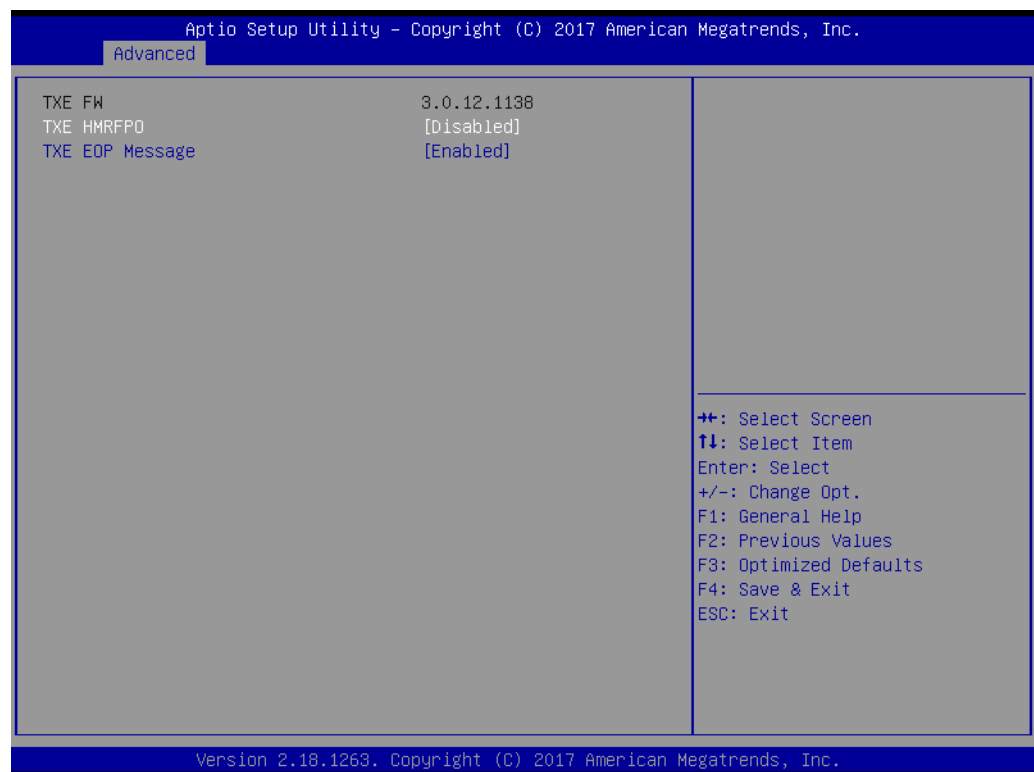 Aptio Setup Utility – Copyright (C) 2017 American Megatrends, Inc.
Advanced
TXE FW 3.0.12.1138
TXE HMRFPO [Disabled]
TXE EOP Message [Enabled]
→←: Select Screen
↑↓: Select Item
Enter: Select
+/-: Change Opt.
F1: General Help
F2: Previous Values
F3: Optimized Defaults
F4: Save & Exit
ESC: Exit
Version 2.18.1263. Copyright (C) 2017 American Megatrends, Inc.